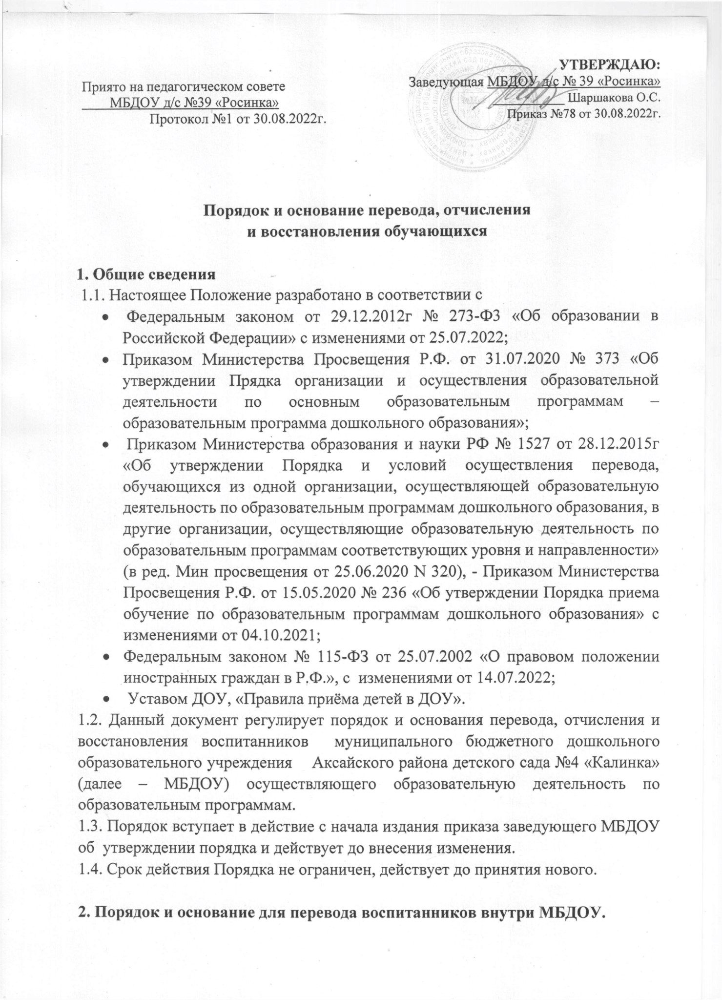 Приято на педагогическом совете
МБДОУ д/с №39 «Росинка»
Протокол №1 от 30.08.2022г.
УТВЕРЖДАЮ:
Заведующая МБДОУ д/с № 39 «Росинка»
___________ Шаршакова О.С.
Приказ №78 от 30.08.2022г.
Порядок и основание перевода, отчисления
и восстановления обучающихся
1. Общие сведения
1.1. Настоящее Положение разработано в соответствии с
• Федеральным законом от 29.12.2012г № 273-ФЗ «Об образовании в
Российской Федерации» с изменениями от 25.07.2022;
• Приказом Министерства Просвещения Р.Ф. от 31.07.2020 № 373 «Об
утверждении Прядка организации и осуществления образовательной
деятельности по основным образовательным программам –
образовательным программа дошкольного образования»;
• Приказом Министерства образования и науки РФ № 1527 от 28.12.2015г
«Об утверждении Порядка и условий осуществления перевода,
обучающихся из одной организации, осуществляющей образовательную
деятельность по образовательным программам дошкольного образования, в
другие организации, осуществляющие образовательную деятельность по
образовательным программам соответствующих уровня и направленности»
(в ред. Мин просвещения от 25.06.2020 N 320), - Приказом Министерства
Просвещения Р.Ф. от 15.05.2020 № 236 «Об утверждении Порядка приема
обучение по образовательным программам дошкольного образования» с
изменениями от 04.10.2021;
• Федеральным законом № 115-ФЗ от 25.07.2002 «О правовом положении
иностранных граждан в Р.Ф.», с изменениями от 14.07.2022;
• Уставом ДОУ, «Правила приёма детей в ДОУ».
1.2. Данный документ регулирует порядок и основания перевода, отчисления и
восстановления воспитанников муниципального бюджетного дошкольного
образовательного учреждения Аксайского района детского сада №4 «Калинка»
(далее – МБДОУ) осуществляющего образовательную деятельность по
образовательным программам.
1.3. Порядок вступает в действие с начала издания приказа заведующего МБДОУ
об утверждении порядка и действует до внесения изменения.
1.4. Срок действия Порядка не ограничен, действует до принятия нового.
2. Порядок и основание для перевода воспитанников внутри МБДОУ.